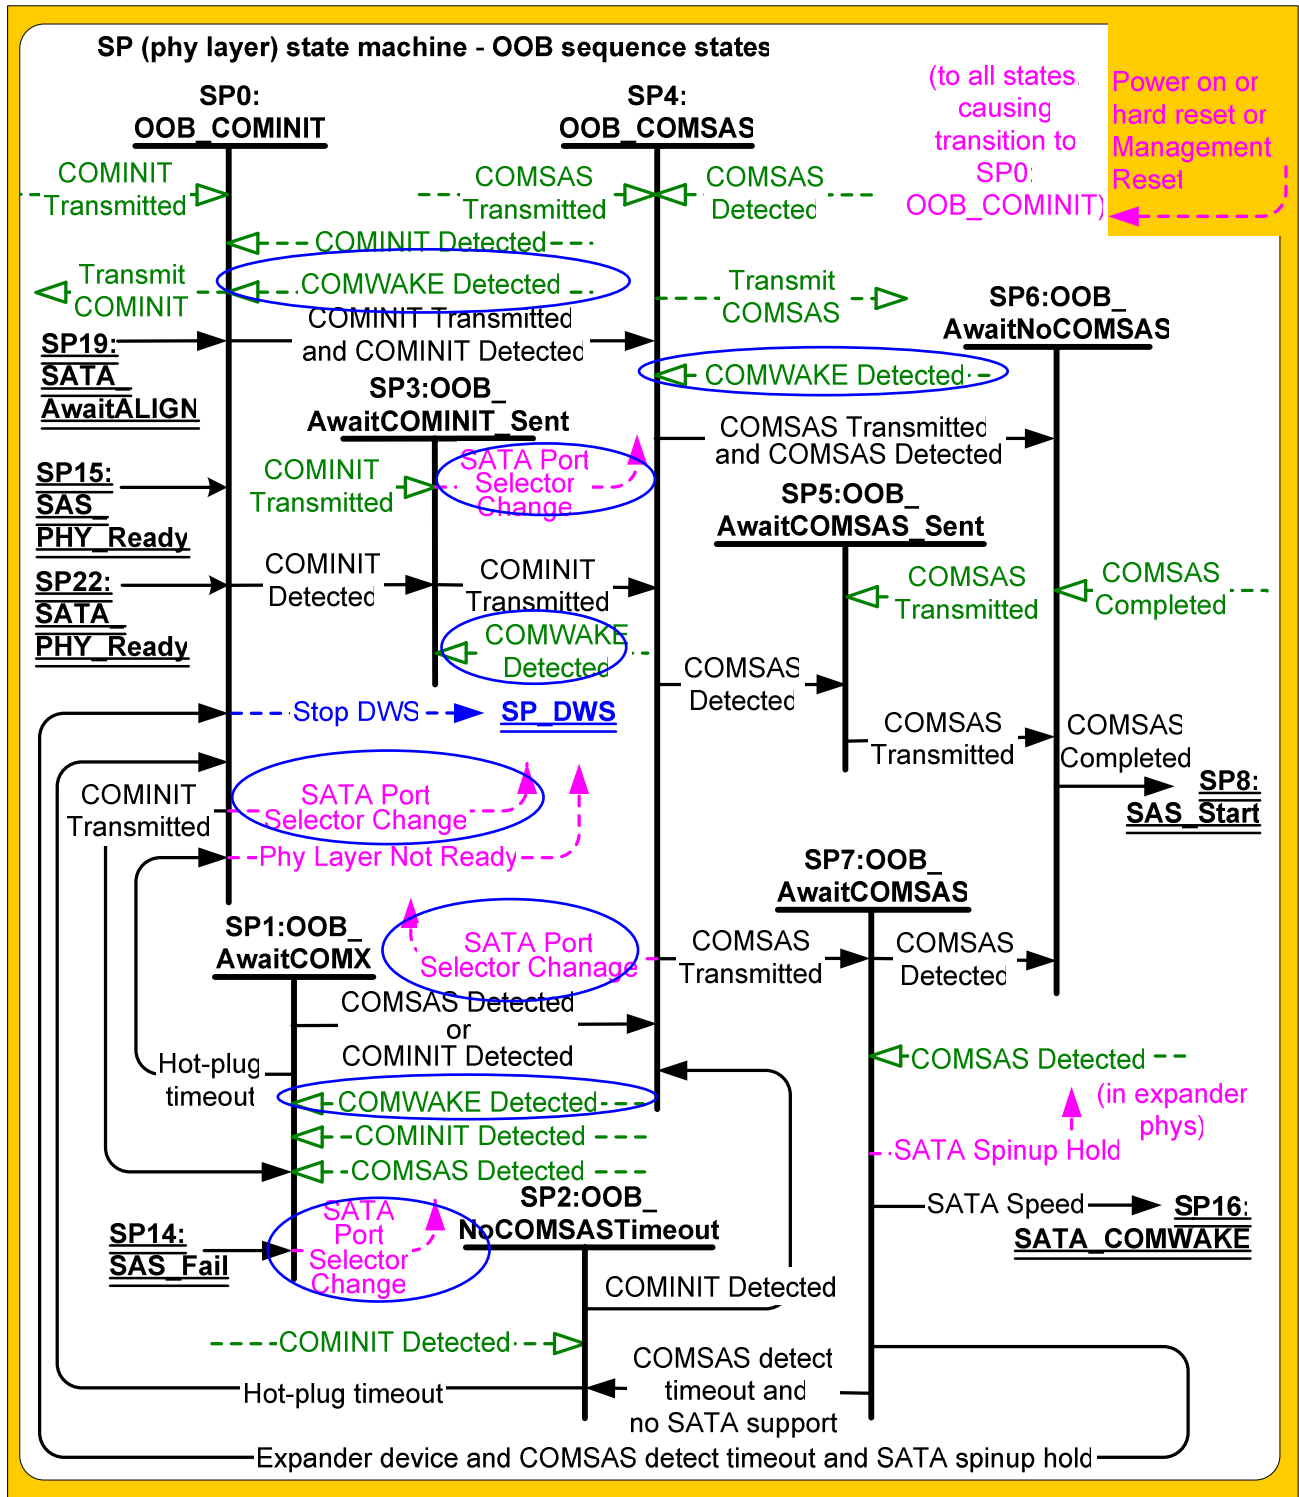 SP (phy layer) state machine - OOB sequence states
(to all states
causing
transition to
SP0:
OOB_COMINIT)
Power on or
hard reset or
Management
Reset
SP0:
OOB_COMINIT
SP4:
OOB_COMSAS
COMINIT
Transmitted
COMSAS
Transmitted
COMSAS
Detected
COMINIT Detected
COMWAKE Detected
Transmit
COMINIT
Transmit
COMSAS
SP6:OOB_
AwaitNoCOMSAS
COMINIT Transmitted
and COMINIT Detected
SP19:
SATA_
AwaitALIGN
COMWAKE Detected
SP3:OOB_
AwaitCOMINIT_Sent
COMSAS Transmitted
and COMSAS Detected
COMINIT
Transmitted
SATA Port
Selector
Change
SP15:
SAS_
PHY_Ready
SP5:OOB_
AwaitCOMSAS_Sent
COMINIT
Detected
COMINIT
Transmitted
SP22:
SATA_
PHY_Ready
COMSAS
Transmitted
COMSAS
Completed
COMWAKE
Detected
COMSAS
Detected
Stop DWS
SP_DWS
COMSAS
Transmitted
COMSAS
Completed
SP8:
SAS_Start
COMINIT
Transmitted
SATA Port
Selector Change
Phy Layer Not Ready
SP7:OOB_
AwaitCOMSAS
SP1:OOB_
AwaitCOMX
SATA Port
Selector Chanage
COMSAS
Transmitted
COMSAS
Detected
COMSAS Detected
or
COMINIT Detected
Hot-plug
timeout
COMSAS Detected
COMWAKE Detected
(in expander
phys)
COMINIT Detected
SATA Spinup Hold
COMSAS Detected
SP2:OOB_
NoCOMSASTimeout
SATA
Port
Selector
Change
SP14:
SAS_Fail
SATA Speed
SP16:
SATA_COMWAKE
COMINIT Detected
COMINIT Detected
COMSAS detect
timeout and
no SATA support
Hot-plug timeout
Expander device and COMSAS detect timeout and SATA spinup hold